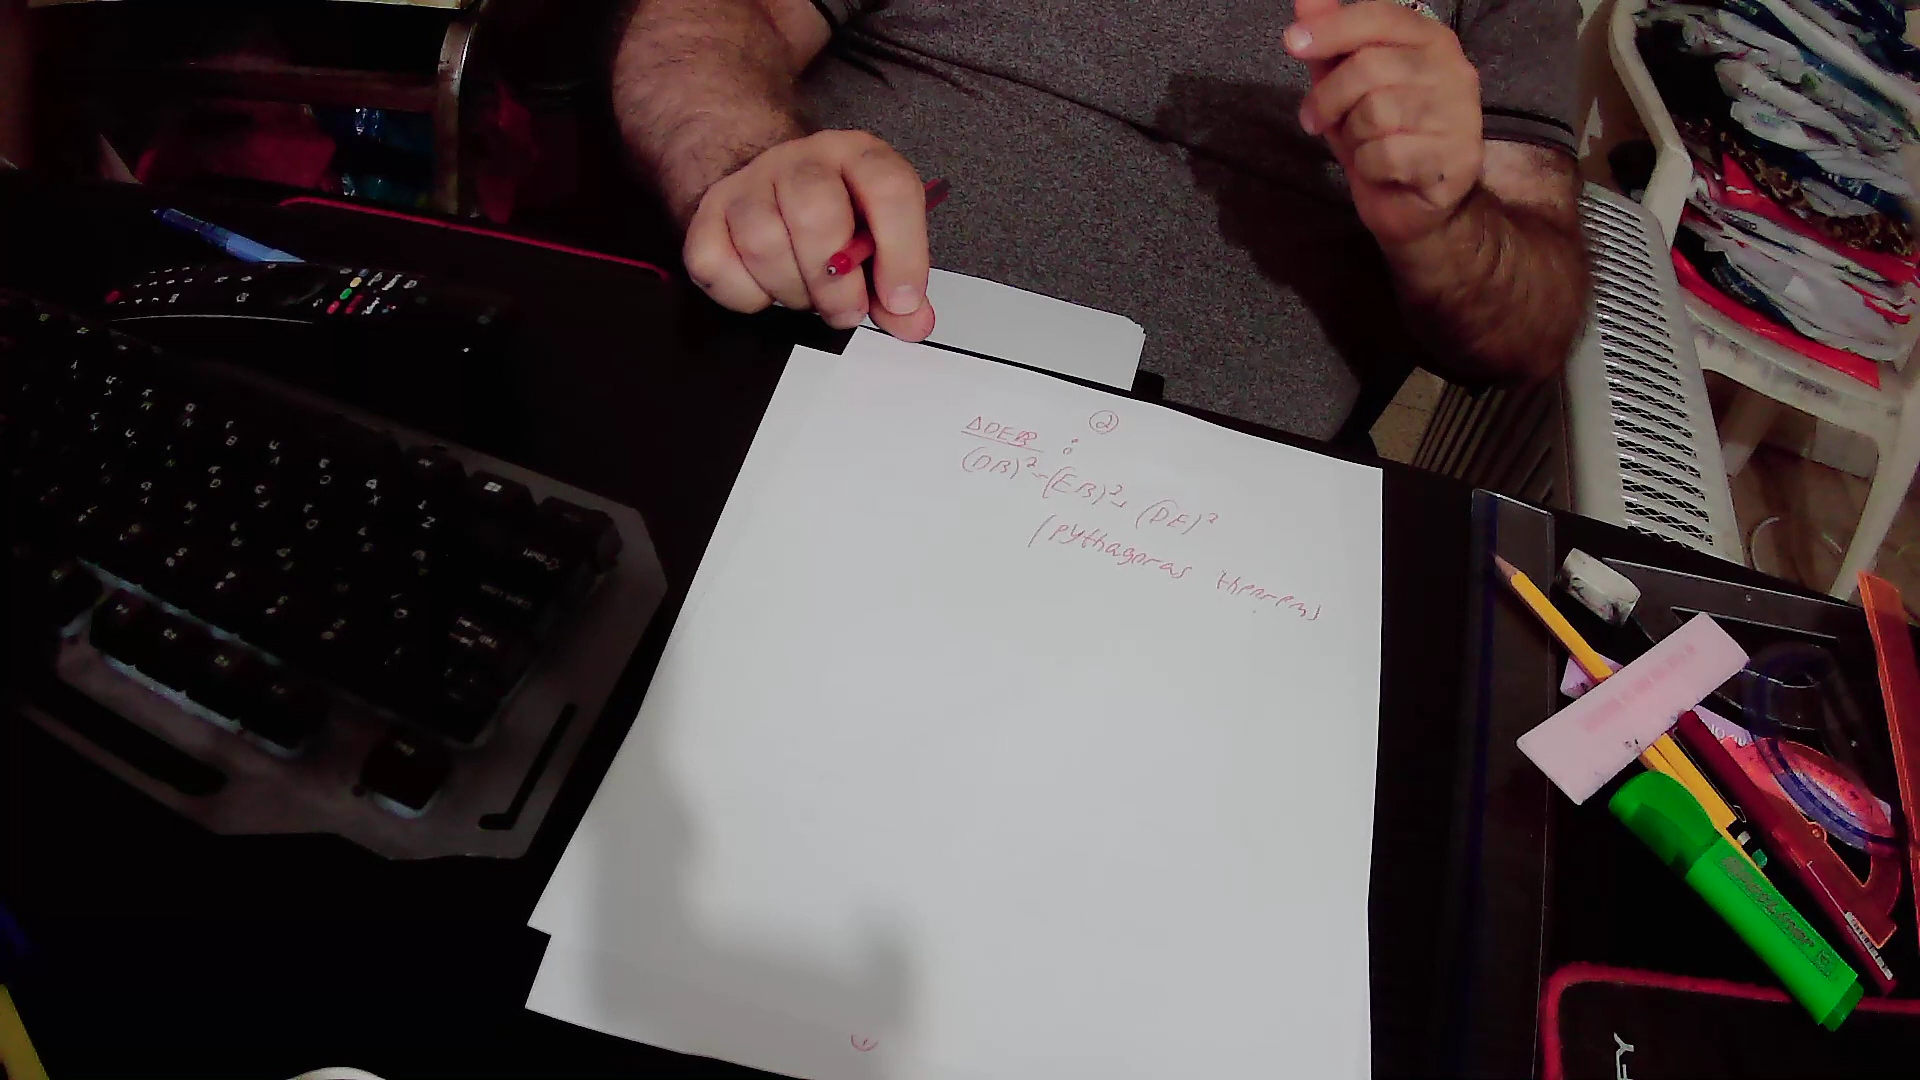 ②
ΔDEB :
(DB)² = (EB)² + (DE)²
(pythagoras theorem)